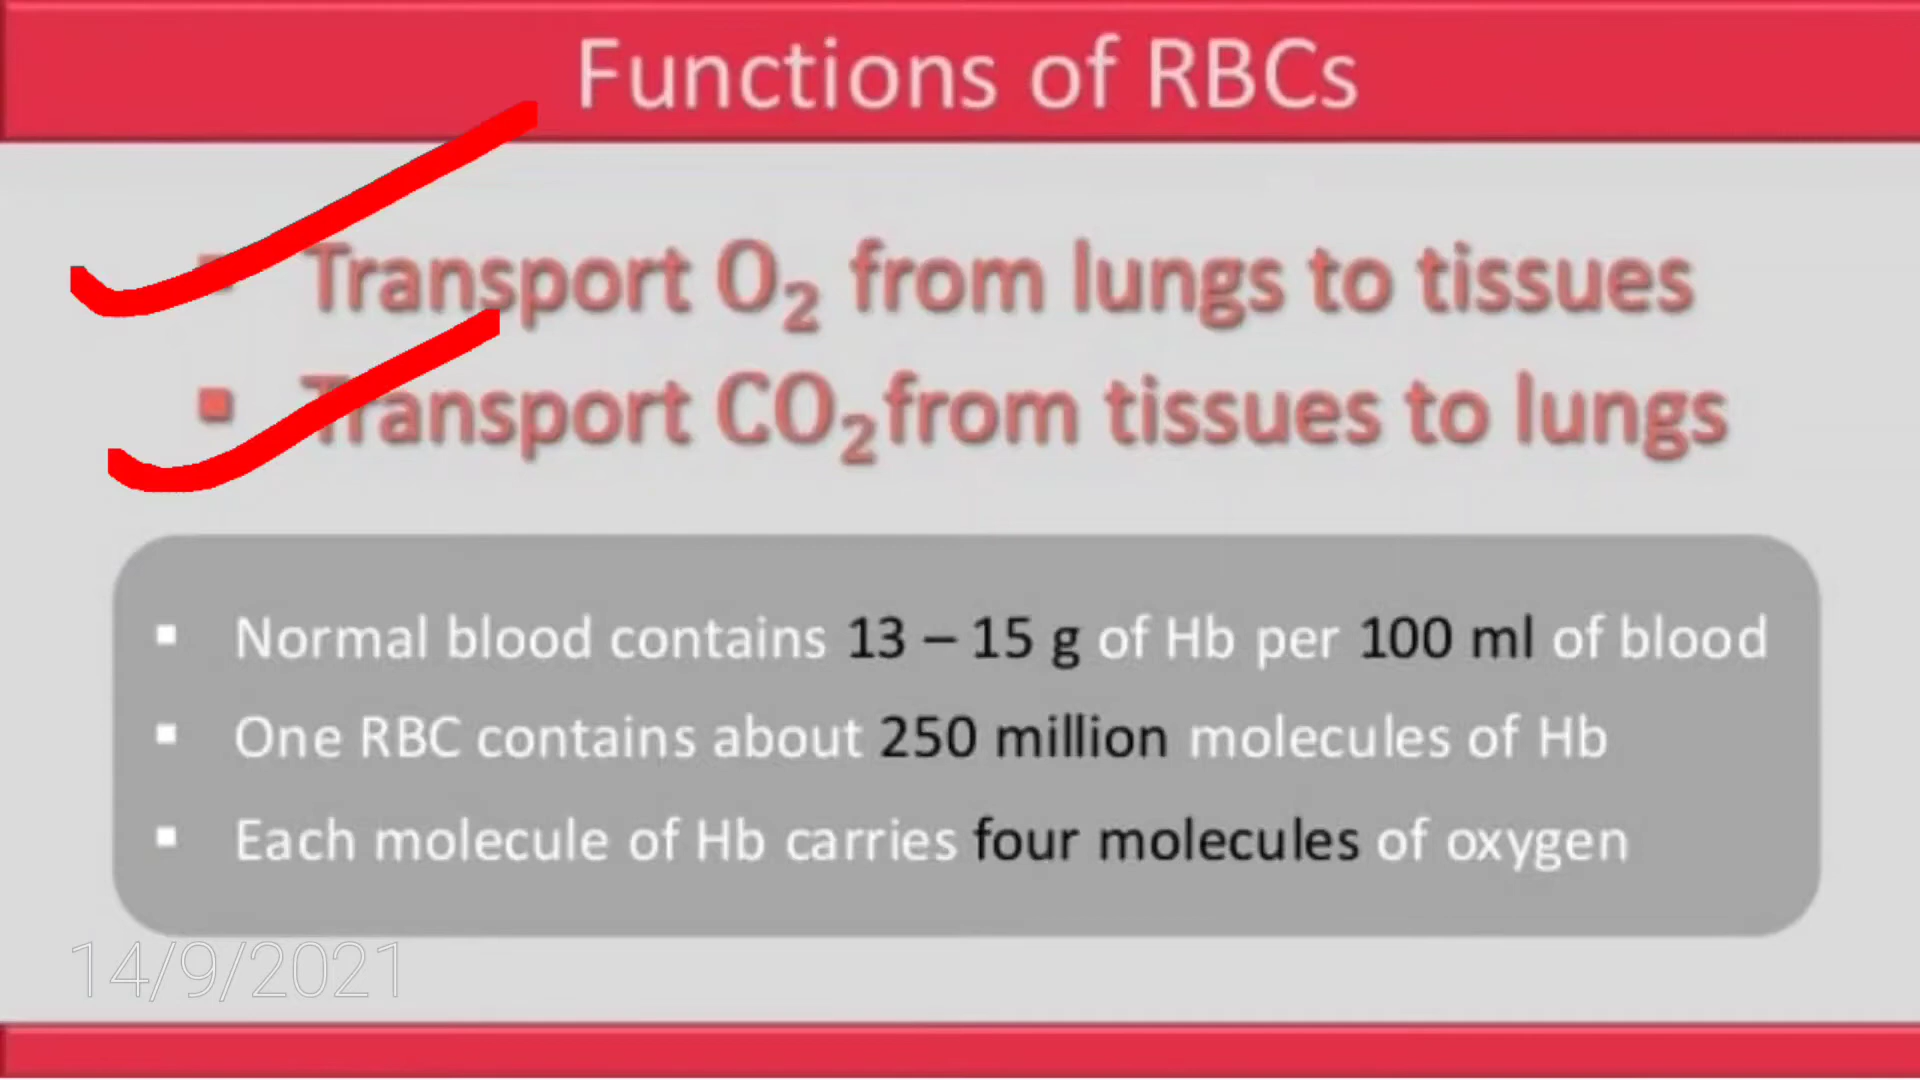 Functions of RBCs
Transport O₂ from lungs to tissues
Transport CO₂ from tissues to lungs
Normal blood contains 13 – 15 g of Hb per 100 ml of blood
One RBC contains about 250 million molecules of Hb
Each molecule of Hb carries four molecules of oxygen
14/9/2021